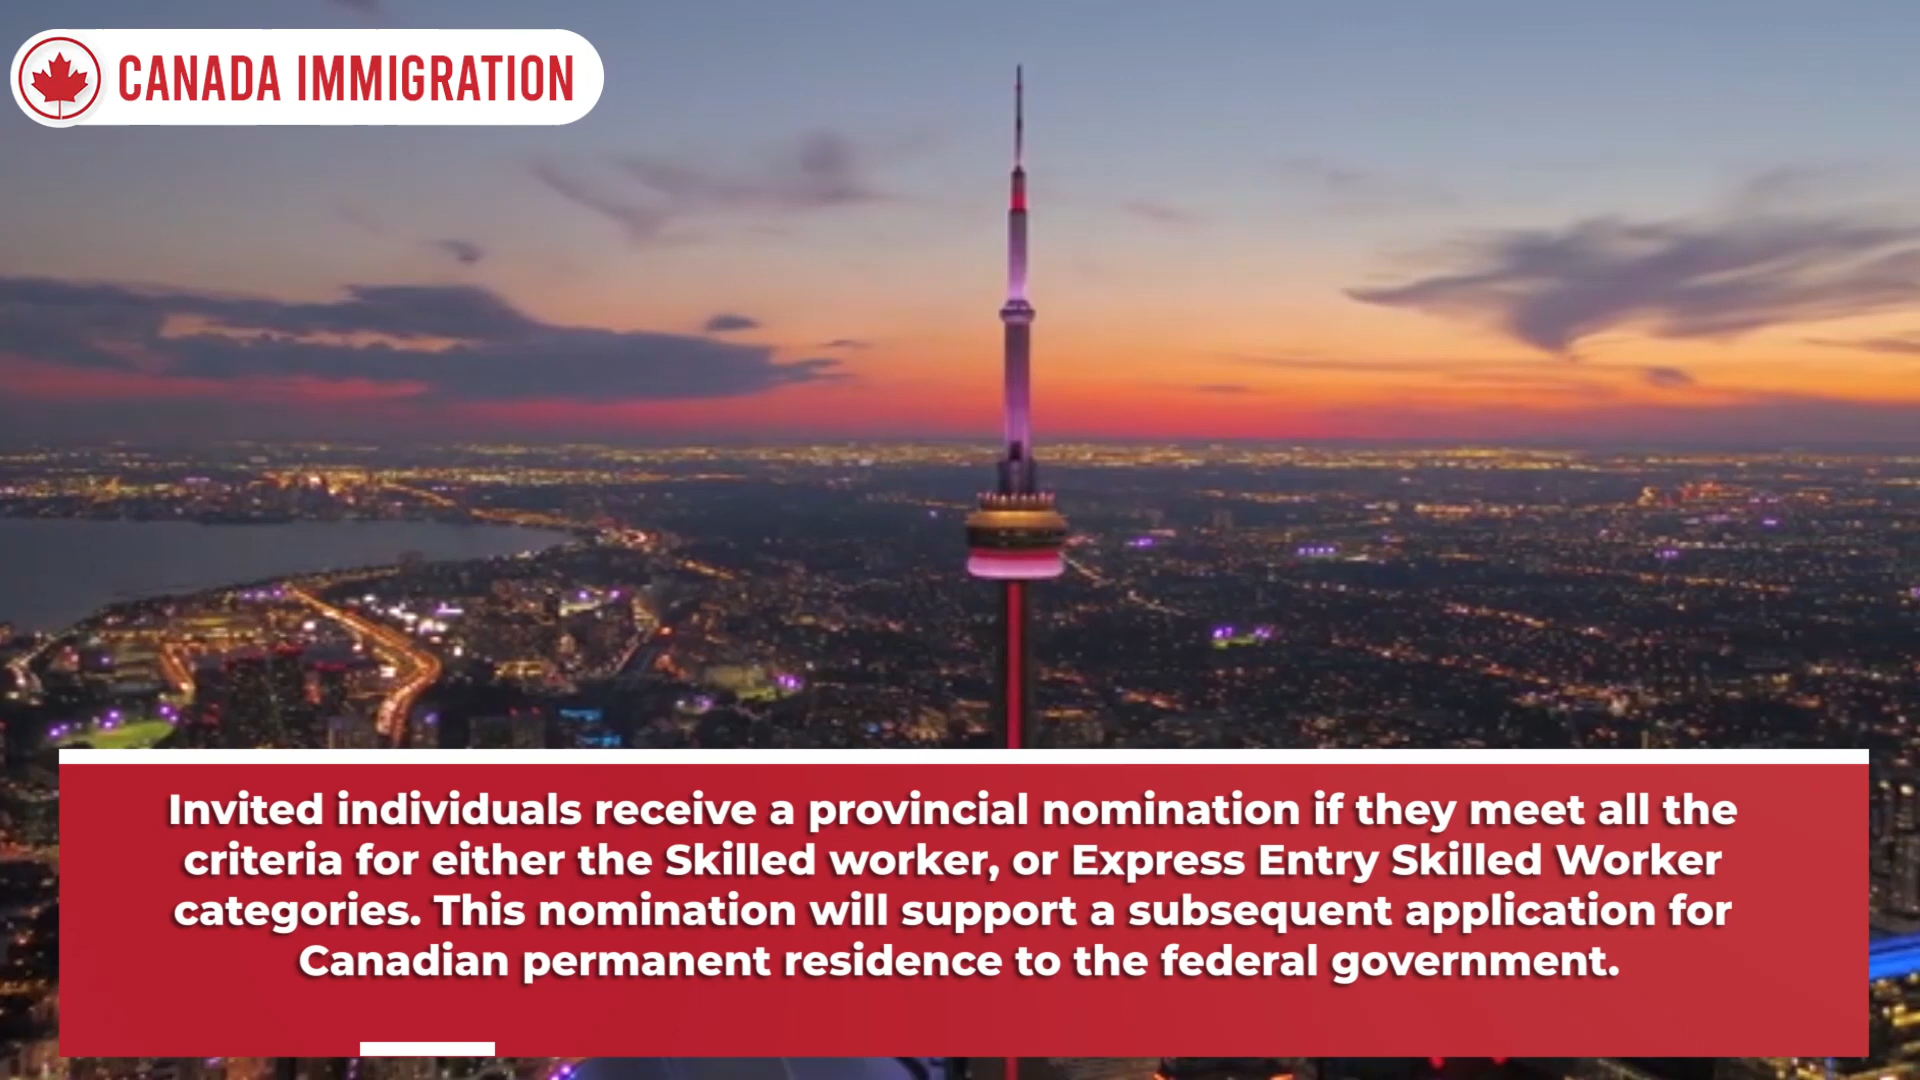 CANADA IMMIGRATION
Invited individuals receive a provincial nomination if they meet all the
criteria for either the Skilled worker, or Express Entry Skilled Worker
categories. This nomination will support a subsequent application for
Canadian permanent residence to the federal government.